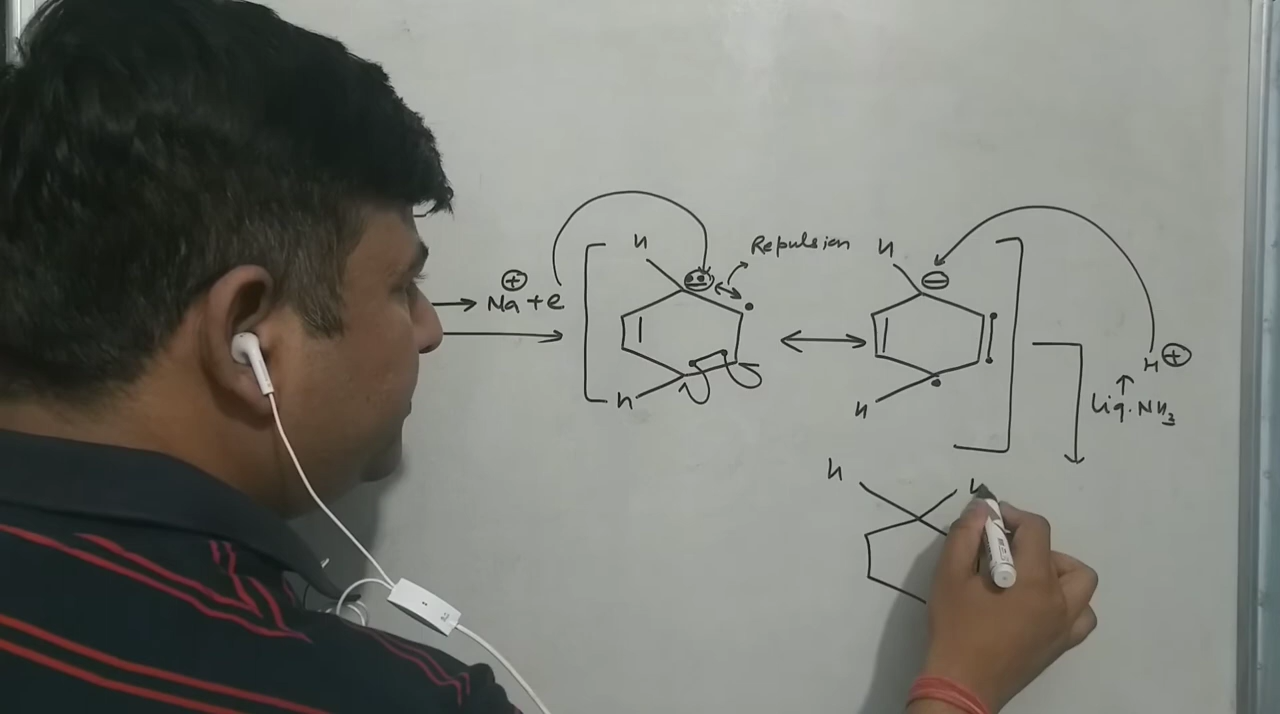 Na⊕ + e
H
⊖
Repulsion
H
H
⊖
H
H⊕
↑
Liq. NH₃
H
H